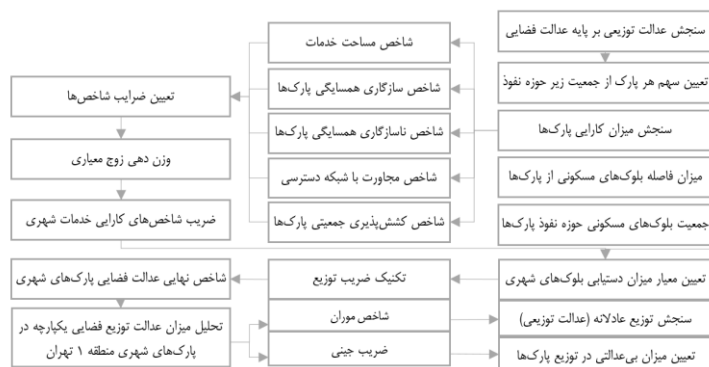 سنجش عدالت توزیعی بر پایه عدالت فضایی
تعیین سهم هر پارک از جمعیت زیر حوزه نفوذ
سنجش میزان کارایی پارک‌ها
میزان فاصله بلوک‌های مسکونی از پارک‌ها
جمعیت بلوک‌های مسکونی حوزه نفوذ پارک‌ها
شاخص مساحت خدمات
شاخص سازگاری همسایگی پارک‌ها
شاخص ناسازگاری همسایگی پارک‌ها
شاخص مجاورت با شبکه دسترسی
شاخص کشش‌پذیری جمعیتی پارک‌ها
تعیین ضرایب شاخص‌ها
وزن دهی زوج معیاری
ضریب شاخص‌های کارایی خدمات شهری
تعیین معیار میزان دستیابی بلوک‌های شهری
تکنیک ضریب توزیع
شاخص نهایی عدالت فضایی پارک‌های شهری
تحلیل میزان عدالت توزیع فضایی یکپارچه در
پارک‌های شهری منطقه ۱ تهران
شاخص موران
سنجش توزیع عادلانه (عدالت توزیعی)
ضریب جینی
تعیین میزان بی‌عدالتی در توزیع پارک‌ها